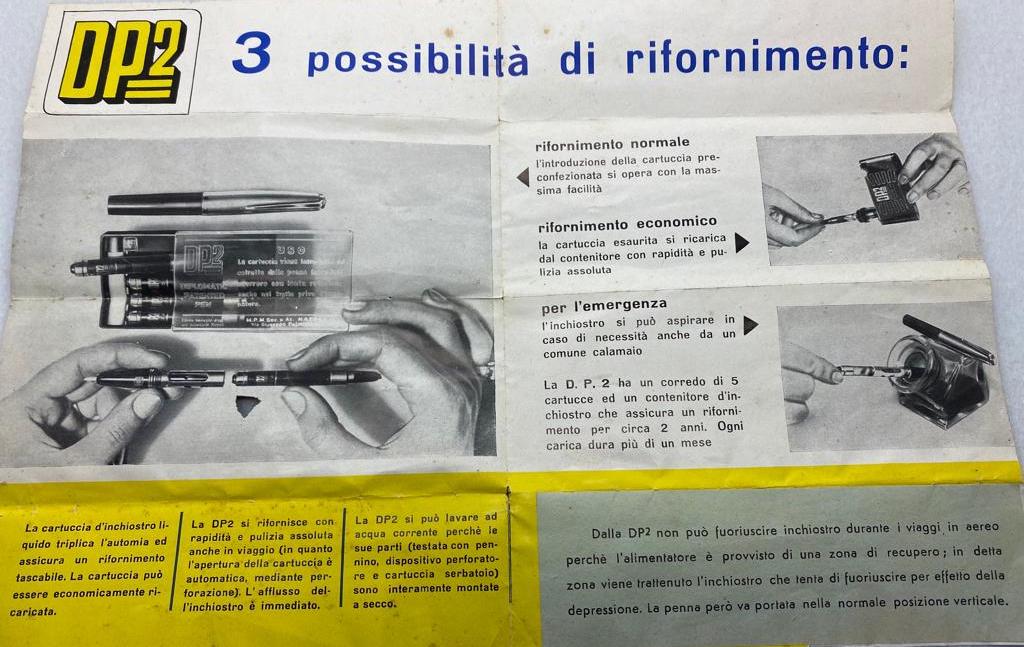 DP2
3 possibilità di rifornimento:
rifornimento normale
l'introduzione della cartuccia pre-
confezionata si opera con la mas-
sima facilità
rifornimento economico
la cartuccia esaurita si ricarica
dal contenitore con rapidità e pu-
lizia assoluta
per l'emergenza
l'inchiostro si può aspirare in
caso di necessità anche da un
comune calamaio
La D. P. 2 ha un corredo di 5
cartucce ed un contenitore d'in-
chiostro che assicura un riforni-
mento per circa 2 anni. Ogni
carica dura più di un mese
DP2
USO
La cartuccia
DIPLOMATIC
PATENTED
PEN
DP2
La cartuccia d'inchiostro li-
quido triplica l'automia ed
assicura un rifornimento
tascabile. La cartuccia può
essere economicamente ri-
caricata.
La DP2 si rifornisce con
rapidità e pulizia assoluta
anche in viaggio (in quanto
l'apertura della cartuccia è
automatica, mediante per-
forazione). L'afflusso del-
l'inchiostro è immediato.
La DP2 si può lavare ad
acqua corrente perchè le
sue parti (testata con pen-
nino, dispositivo perforato-
re e cartuccia serbatoio)
sono interamente montate
a secco.
Dalla DP2 non può fuoriuscire inchiostro durante i viaggi in aereo
perchè l'alimentatore è provvisto di una zona di recupero; in detta
zona viene trattenuto l'inchiostro che tenta di fuoriuscire per effetto della
depressione. La penna però va portata nella normale posizione verticale.